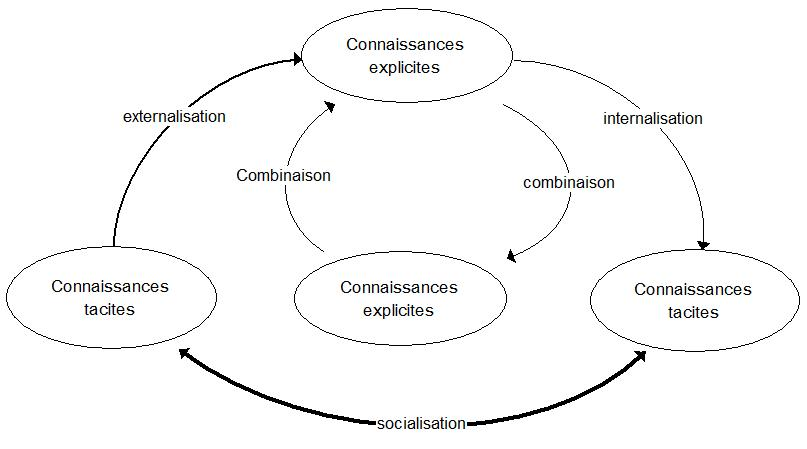 Connaissances
explicites
externalisation
internalisation
Combinaison
combinaison
Connaissances
tacites
Connaissances
explicites
Connaissances
tacites
socialisation